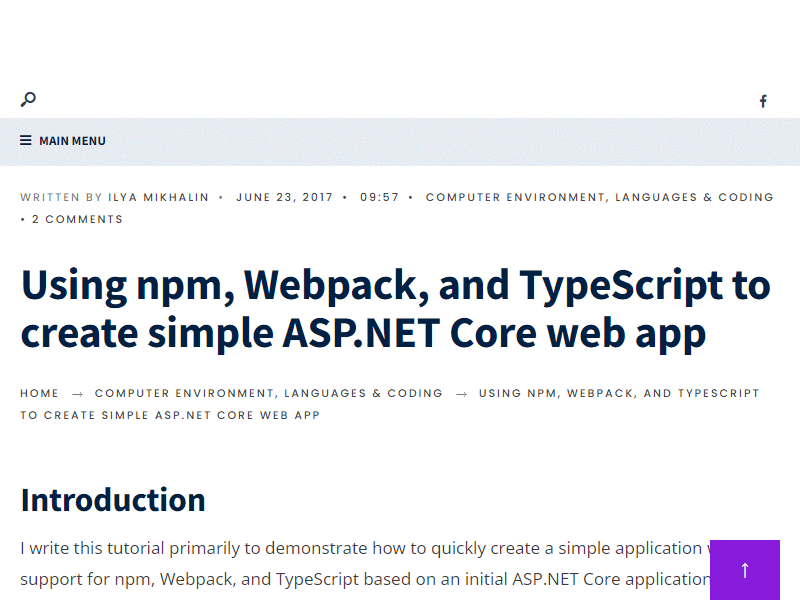 MAIN MENU
WRITTEN BY ILYA MIKHALIN • JUNE 23, 2017 • 09:57 • COMPUTER ENVIRONMENT, LANGUAGES & CODING
• 2 COMMENTS
Using npm, Webpack, and TypeScript to
create simple ASP.NET Core web app
HOME → COMPUTER ENVIRONMENT, LANGUAGES & CODING → USING NPM, WEBPACK, AND TYPESCRIPT
TO CREATE SIMPLE ASP.NET CORE WEB APP
Introduction
I write this tutorial primarily to demonstrate how to quickly create a simple application
support for npm, Webpack, and TypeScript based on an initial ASP.NET Core application